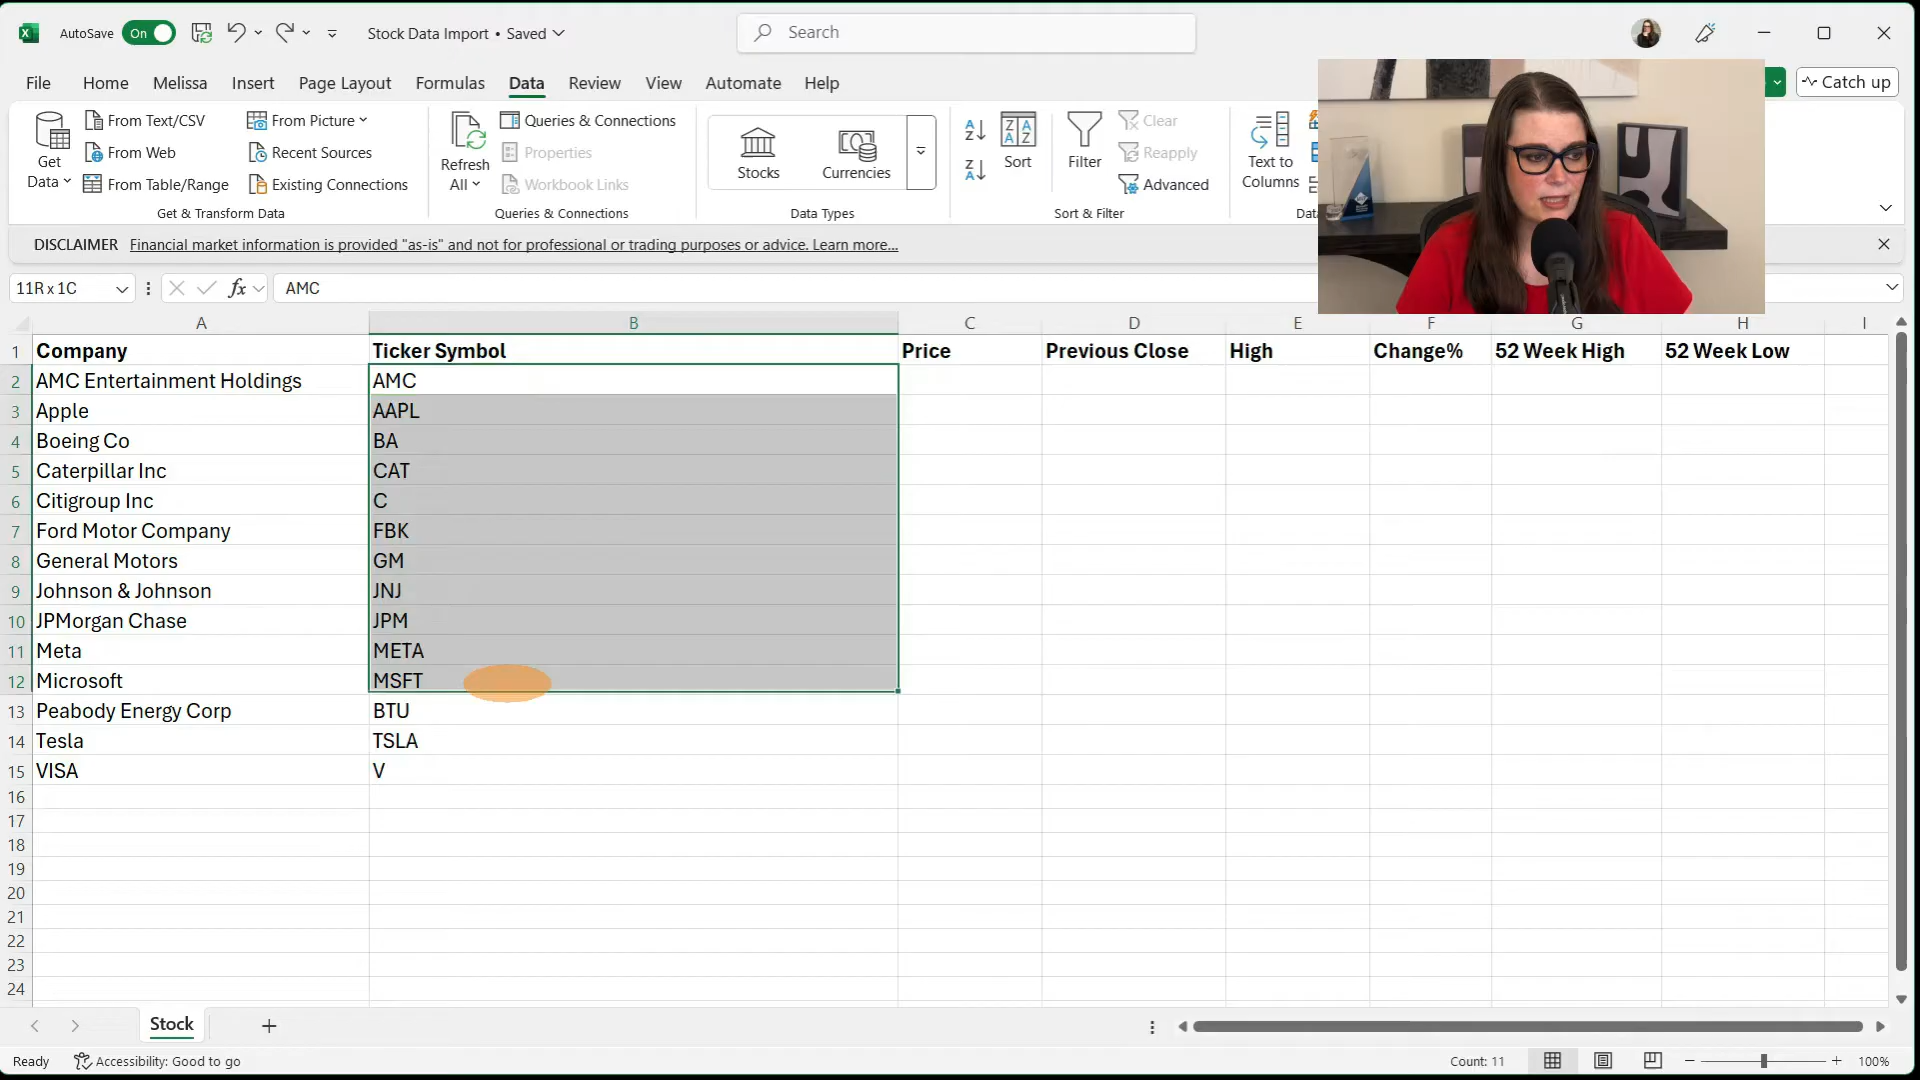 AutoSave On Stock Data Import • Saved Search
File Home Melissa Insert Page Layout Formulas Data Review View Automate Help Catch up
Get Data From Text/CSV From Web From Table/Range From Picture Recent Sources Existing Connections
Get & Transform Data
Refresh All Queries & Connections Properties Workbook Links
Queries & Connections
Stocks Currencies
Data Types
Sort Filter Clear Reapply Advanced
Sort & Filter
Text to Columns
DISCLAIMER Financial market information is provided "as-is" and not for professional or trading purposes or advice. Learn more...
11R x 1C fx AMC
A B C D E F G H I
1 Company Ticker Symbol Price Previous Close High Change% 52 Week High 52 Week Low
2 AMC Entertainment Holdings AMC
3 Apple AAPL
4 Boeing Co BA
5 Caterpillar Inc CAT
6 Citigroup Inc C
7 Ford Motor Company FBK
8 General Motors GM
9 Johnson & Johnson JNJ
10 JPMorgan Chase JPM
11 Meta META
12 Microsoft MSFT
13 Peabody Energy Corp BTU
14 Tesla TSLA
15 VISA V
16
17
18
19
20
21
22
23
24
Stock
Ready Accessibility: Good to go Count: 11 100%